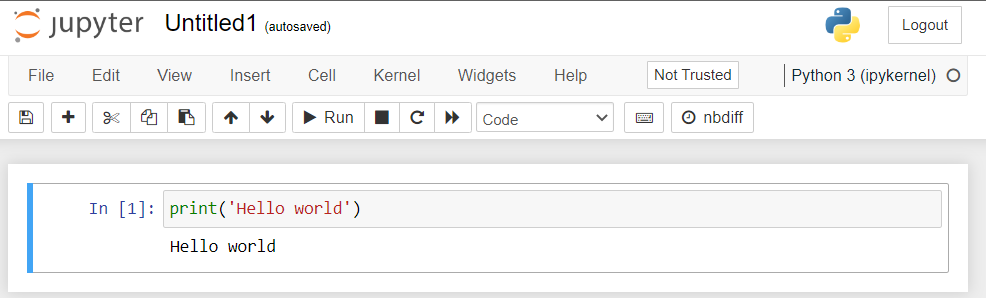 jupyter Untitled1 (autosaved) Logout
File Edit View Insert Cell Kernel Widgets Help Not Trusted Python 3 (ipykernel)
Run Code nbdiff
In [1]: print('Hello world')
Hello world